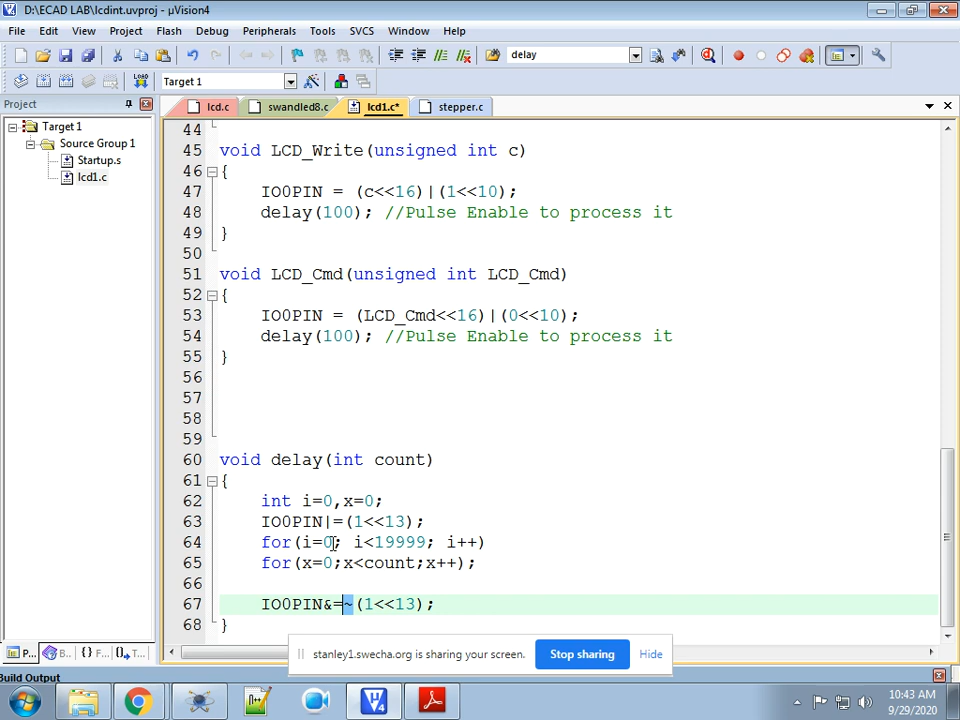 D:\ECAD LAB\lcdint.uvproj - µVision4
File Edit View Project Flash Debug Peripherals Tools SVCS Window Help
delay
LOAD Target 1
Project
lcd.c swandled8.c lcd1.c* stepper.c
Target 1
Source Group 1
Startup.s
lcd1.c
44
45 void LCD_Write(unsigned int c)
46 {
47 IO0PIN = (c<<16)|(1<<10);
48 delay(100); //Pulse Enable to process it
49 }
50
51 void LCD_Cmd(unsigned int LCD_Cmd)
52 {
53 IO0PIN = (LCD_Cmd<<16)|(0<<10);
54 delay(100); //Pulse Enable to process it
55 }
56
57
58
59
60 void delay(int count)
61 {
62 int i=0,x=0;
63 IO0PIN|=(1<<13);
64 for(i=0; i<19999; i++)
65 for(x=0;x<count;x++);
66
67 IO0PIN&=~(1<<13);
68 }
P... B... {} F... 0, T...
stanley1.swecha.org is sharing your screen. Stop sharing Hide
Build Output
10:43 AM
9/29/2020